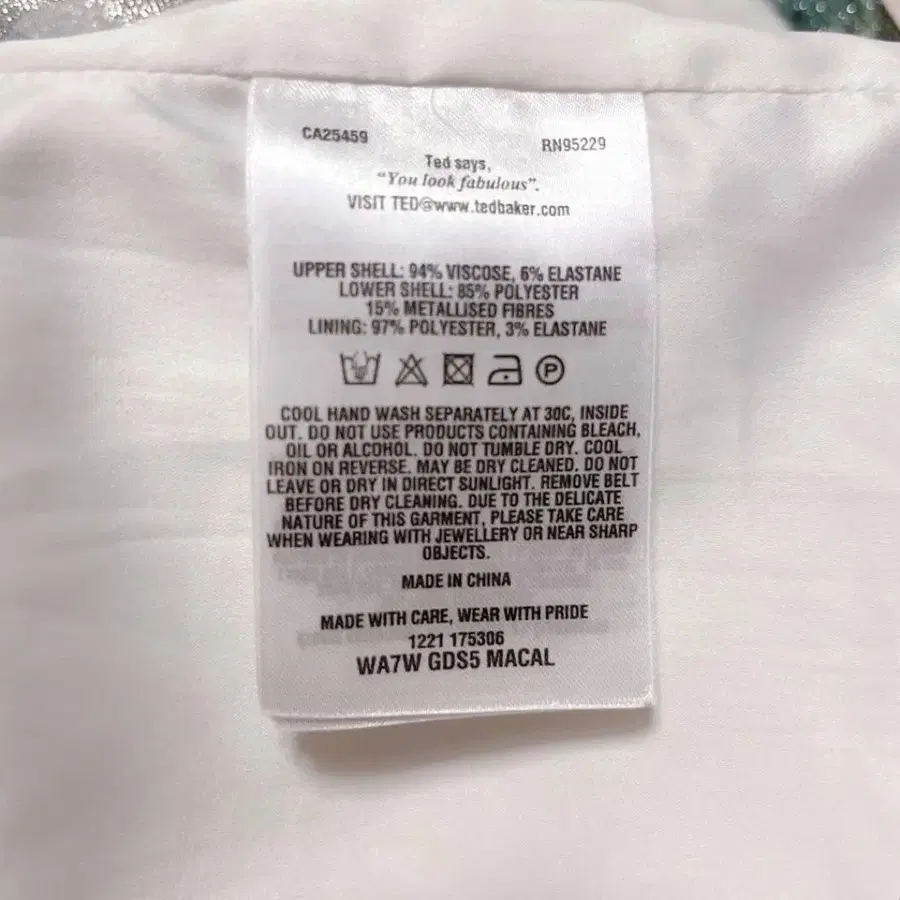 CA25459
RN95229
Ted says,
"You look fabulous".
VISIT TED@www.tedbaker.com
UPPER SHELL: 94% VISCOSE, 6% ELASTANE
LOWER SHELL: 85% POLYESTER
15% METALLISED FIBRES
LINING: 97% POLYESTER, 3% ELASTANE
P
COOL HAND WASH SEPARATELY AT 30C, INSIDE
OUT. DO NOT USE PRODUCTS CONTAINING BLEACH,
OIL OR ALCOHOL. DO NOT TUMBLE DRY. COOL
IRON ON REVERSE. MAY BE DRY CLEANED. DO NOT
LEAVE OR DRY IN DIRECT SUNLIGHT. REMOVE BELT
BEFORE DRY CLEANING. DUE TO THE DELICATE
NATURE OF THIS GARMENT, PLEASE TAKE CARE
WHEN WEARING WITH JEWELLERY OR NEAR SHARP
OBJECTS.
MADE IN CHINA
MADE WITH CARE, WEAR WITH PRIDE
1221 175306
WA7W GDS5 MACAL